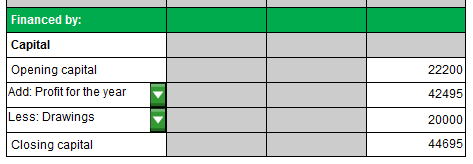 Financed by:
Capital
Opening capital 22200
Add: Profit for the year 42495
Less: Drawings 20000
Closing capital 44695